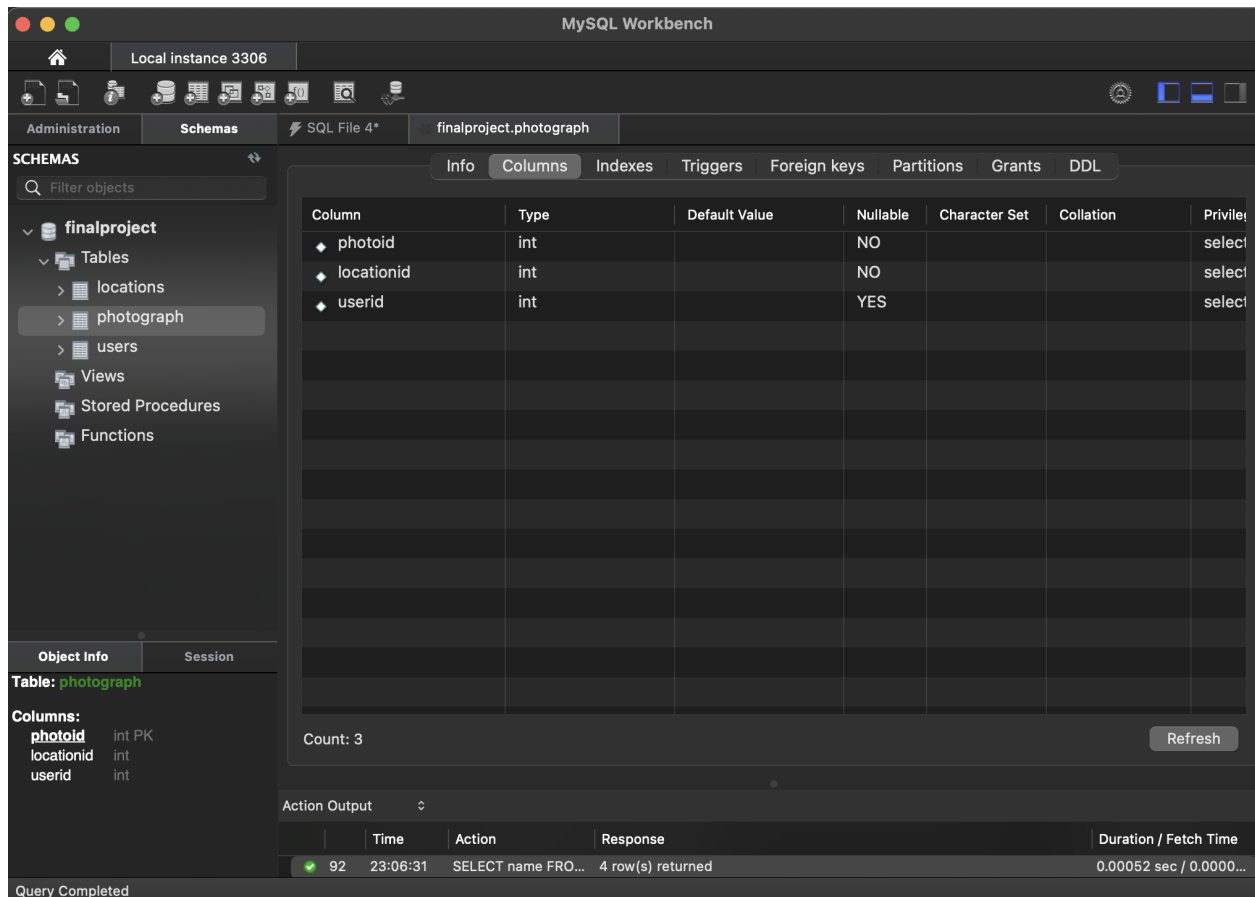 MySQL Workbench
Local instance 3306
Administration
Schemas
SQL File 4*
finalproject.photograph
SCHEMAS
Filter objects
finalproject
Tables
locations
photograph
users
Views
Stored Procedures
Functions
Info Columns Indexes Triggers Foreign keys Partitions Grants DDL
Column Type Default Value Nullable Character Set Collation Privileg
photoid int NO select
locationid int NO select
userid int YES select
Count: 3
Refresh
Object Info
Session
Table: photograph
Columns:
photoid int PK
locationid int
userid int
Action Output
Time Action Response Duration / Fetch Time
92 23:06:31 SELECT name FRO... 4 row(s) returned 0.00052 sec / 0.0000...
Query Completed